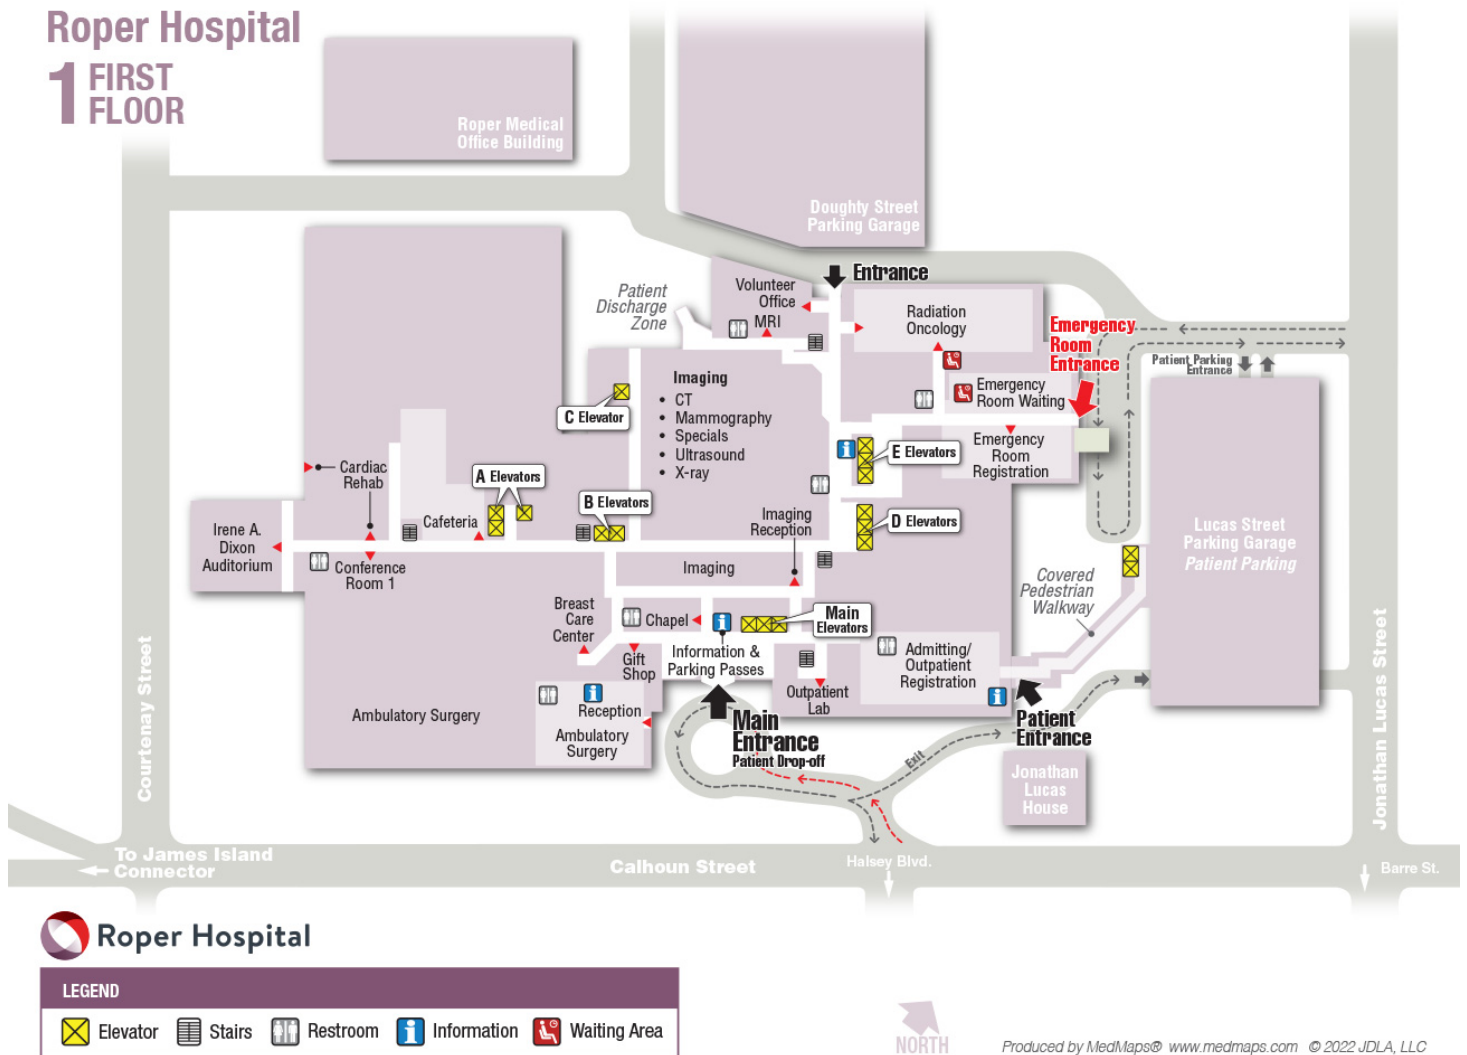 Roper Hospital
1 FIRST
FLOOR
Roper Medical
Office Building
Doughty Street
Parking Garage
Entrance
Patient
Discharge
Zone
Volunteer
Office
MRI
Radiation
Oncology
Emergency
Room
Entrance
Patient Parking
Entrance
Imaging
• CT
• Mammography
• Specials
• Ultrasound
• X-ray
C Elevator
Emergency
Room Waiting
E Elevators
Emergency
Room
Registration
Cardiac
Rehab
A Elevators
B Elevators
Cafeteria
Imaging
Reception
D Elevators
Irene A.
Dixon
Auditorium
Conference
Room 1
Imaging
Lucas Street
Parking Garage
Patient Parking
Covered
Pedestrian
Walkway
Breast
Care
Center
Chapel
Main
Elevators
Information &
Parking Passes
Gift
Shop
Admitting/
Outpatient
Registration
Outpatient
Lab
Ambulatory Surgery
Reception
Ambulatory
Surgery
Main
Entrance
Patient Drop-off
Patient
Entrance
Exit
Jonathan
Lucas
House
Courtenay Street
Jonathan Lucas Street
To James Island
Connector
Calhoun Street
Halsey Blvd.
Barre St.
Roper Hospital
LEGEND
Elevator
Stairs
Restroom
Information
Waiting Area
NORTH
Produced by MedMaps® www.medmaps.com © 2022 JDLA, LLC